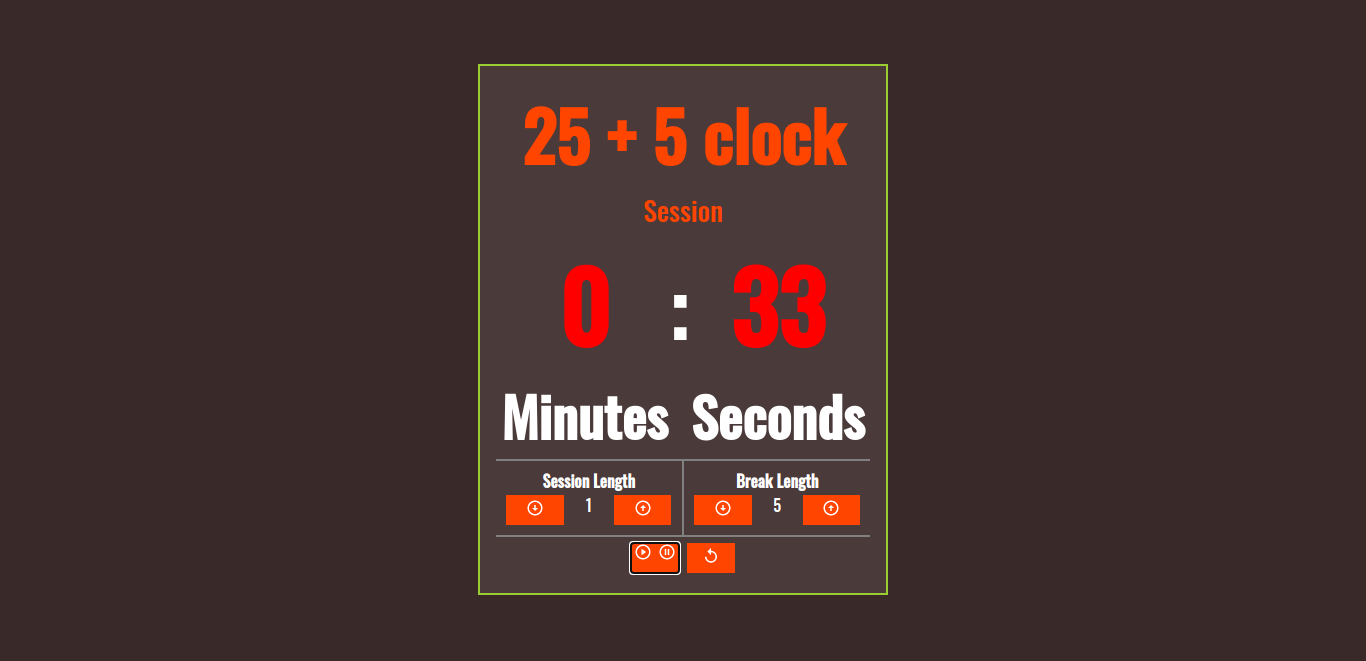 25 + 5 clock
Session
0 : 33
Minutes Seconds
Session Length Break Length
1 5